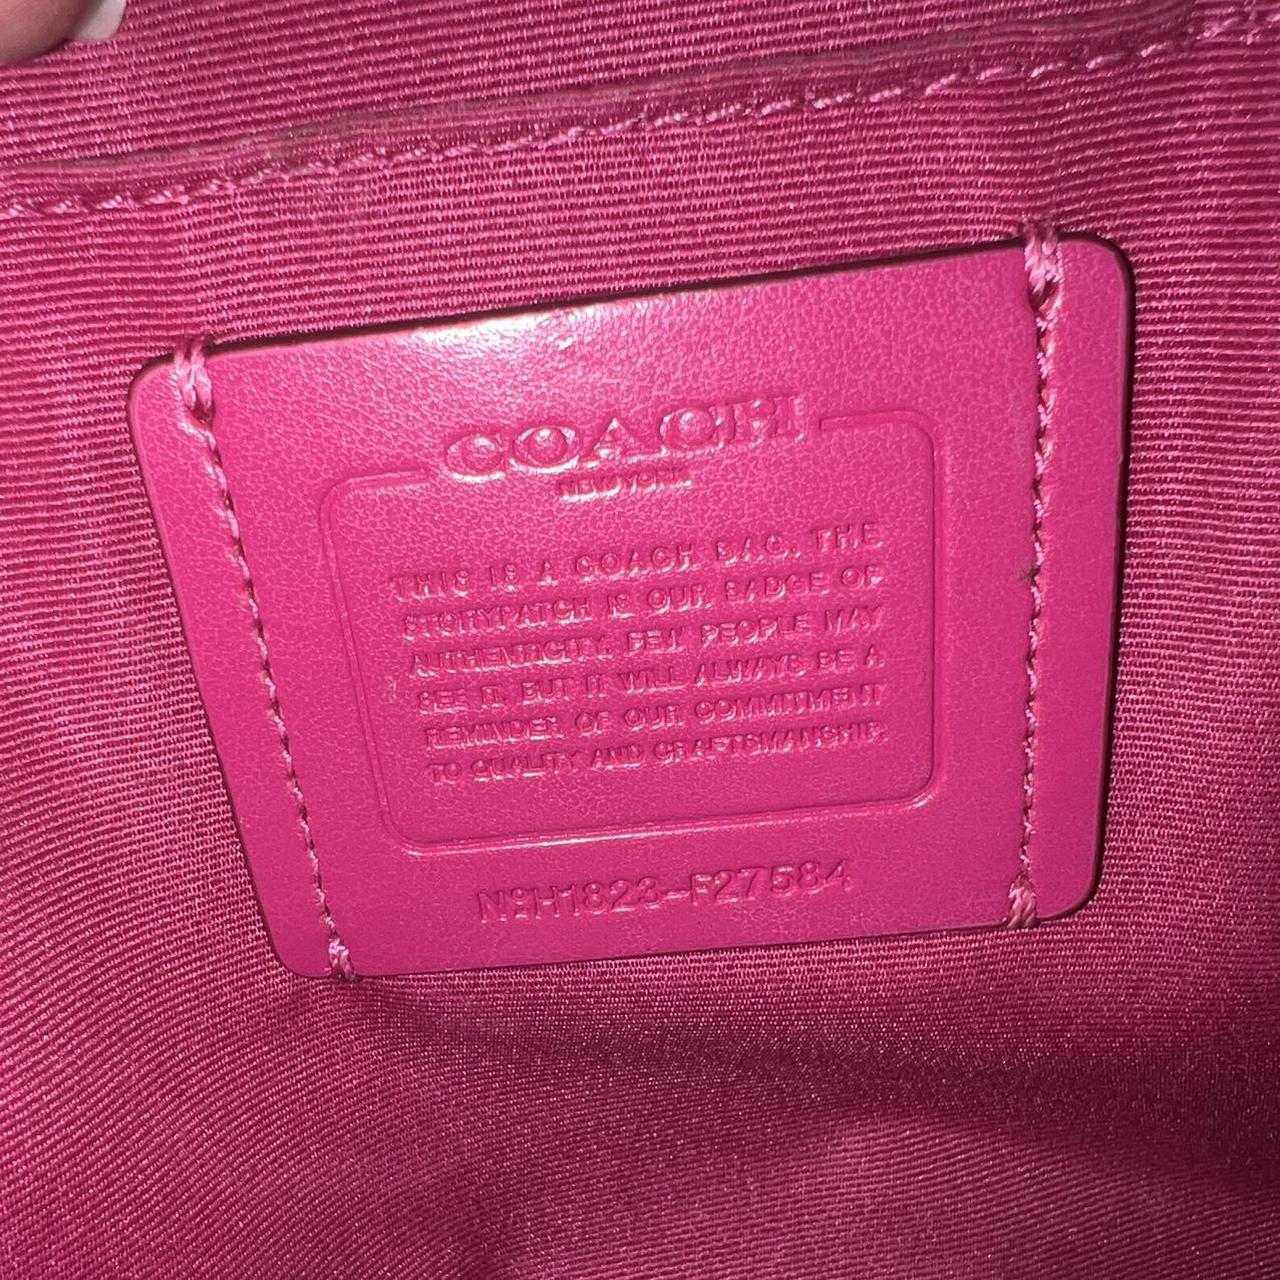 COACH
NEW YORK
THIS IS A COACH BAG. THE
STORYPATCH IS OUR BADGE OF
AUTHENTICITY. FEW PEOPLE MAY
SEE IT, BUT IT WILL ALWAYS BE A
REMINDER OF OUR COMMITMENT
TO QUALITY AND CRAFTSMANSHIP.
Nº H1823-F27584